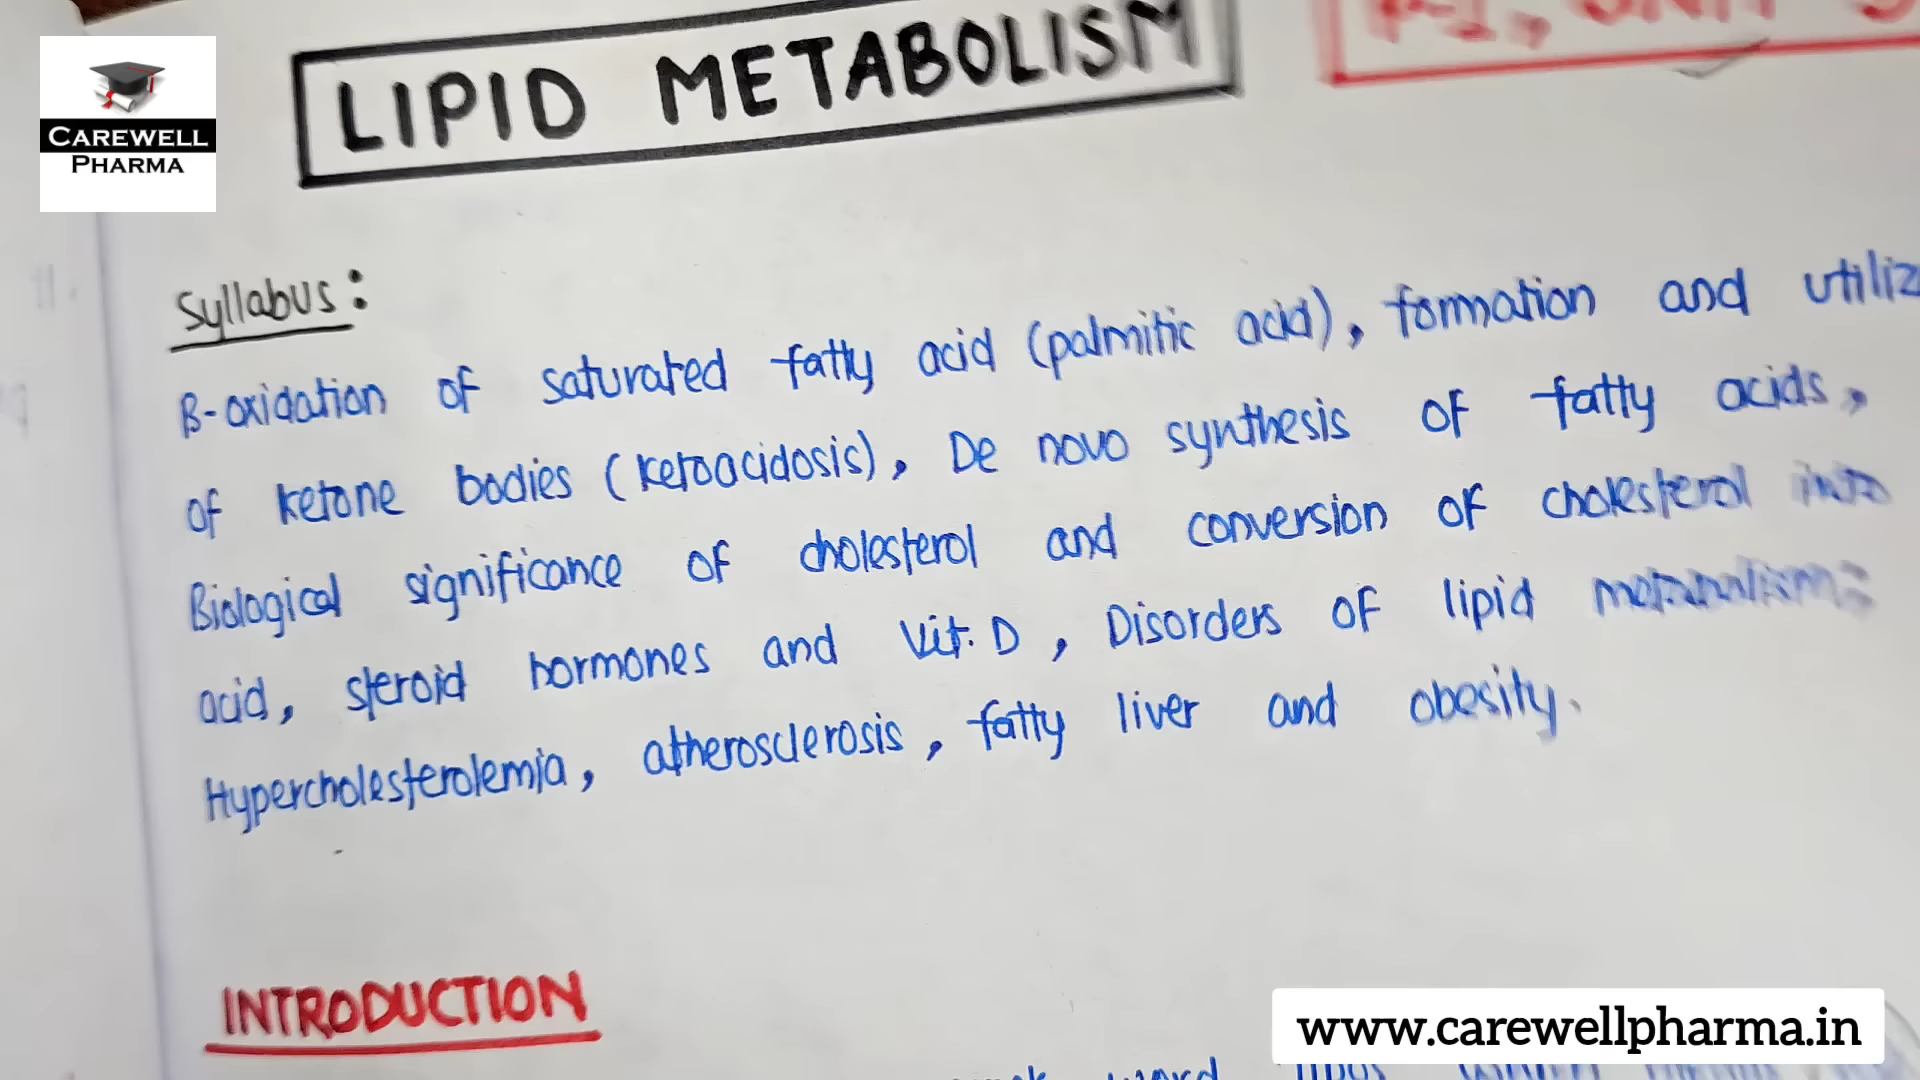 LIPID METABOLISM
CAREWELL
PHARMA
Syllabus:
β-oxidation of saturated fatty acid (palmitic acid), formation and utiliz
of ketone bodies (ketoacidosis), De novo synthesis of fatty acids,
Biological significance of cholesterol and conversion of cholesterol into
acid, steroid hormones and Vit. D, Disorders of lipid metabolism:
Hypercholesterolemia, atherosclerosis, fatty liver and obesity.
INTRODUCTION
word
www.carewellpharma.in